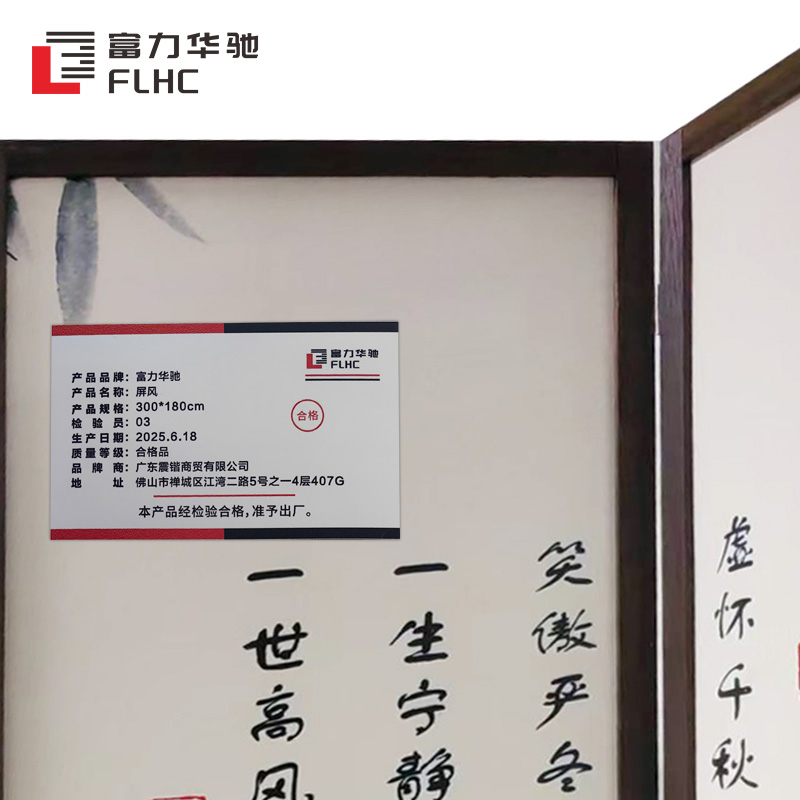 富力华驰
FLHC
富力华驰
FLHC
产品品牌：富力华驰
产品名称：屏风
产品规格：300*180cm
检验员：03
生产日期：2025.6.18
质量等级：合格品
品牌商：广东震锴商贸有限公司
地址 佛山市禅城区江湾二路5号之一4层407G
合格
本产品经检验合格,准予出厂。
虚怀千秋
笑傲严冬
一生宁静
一世高风